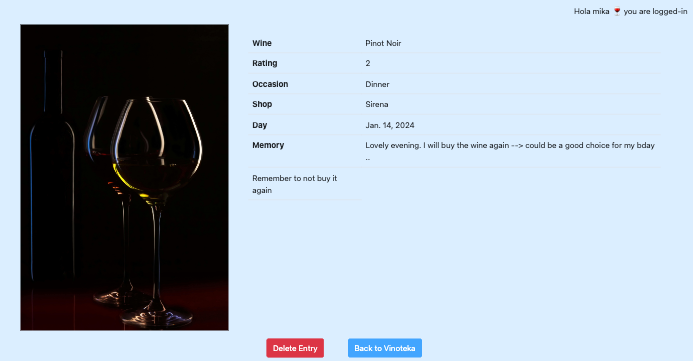 Hola mika 🍷 you are logged-in
Wine Pinot Noir
Rating 2
Occasion Dinner
Shop Sirena
Day Jan. 14, 2024
Memory Lovely evening. I will buy the wine again --> could be a good choice for my bday
..
Remember to not buy it
again
Delete Entry Back to Vinoteka